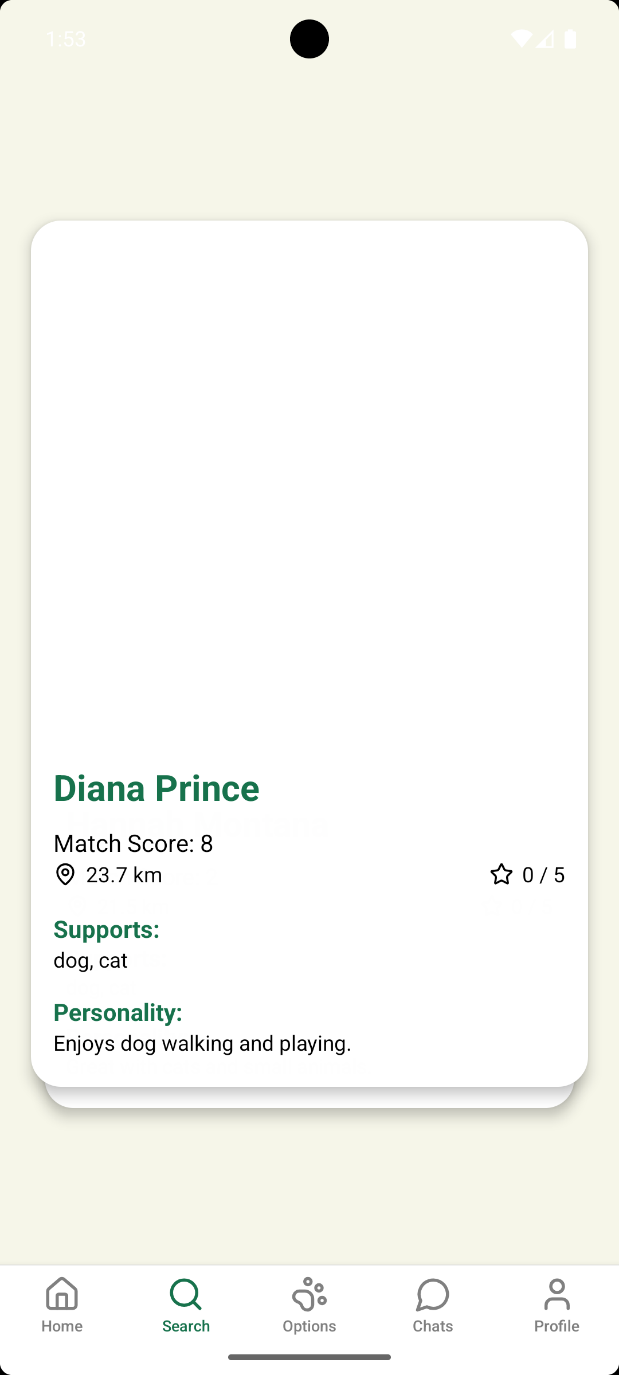 1:53
Diana Prince
Match Score: 8
23.7 km
0 / 5
Supports:
dog, cat
Personality:
Enjoys dog walking and playing.
Home
Search
Options
Chats
Profile